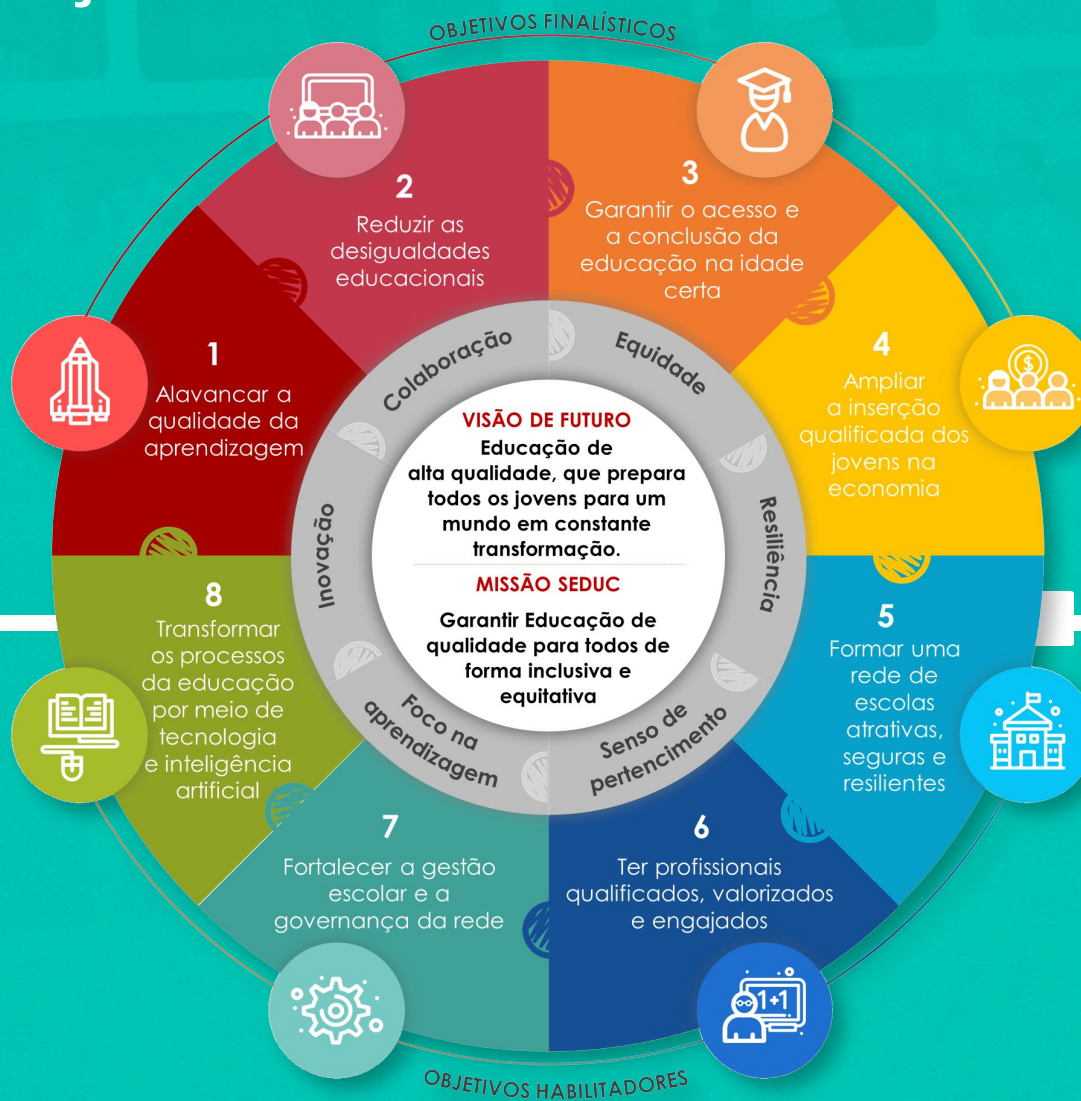 OBJETIVOS FINALÍSTICOS
1
Alavancar a
qualidade da
aprendizagem
2
Reduzir as
desigualdades
educacionais
3
Garantir o acesso e
a conclusão da
educação na idade
certa
4
Ampliar
a inserção
qualificada dos
jovens na
economia
5
Formar uma
rede de
escolas
atrativas,
seguras e
resilientes
6
Ter profissionais
qualificados, valorizados
e engajados
1+1
7
Fortalecer a gestão
escolar e a
governança da rede
8
Transformar
os processos
da educação
por meio de
tecnologia
e inteligência
artificial
Inovação
Colaboração
Equidade
Resiliência
Senso de
pertencimento
Foco na
aprendizagem
VISÃO DE FUTURO
Educação de
alta qualidade, que prepara
todos os jovens para um
mundo em constante
transformação.
MISSÃO SEDUC
Garantir Educação de
qualidade para todos de
forma inclusiva e
equitativa
$
OBJETIVOS HABILITADORES